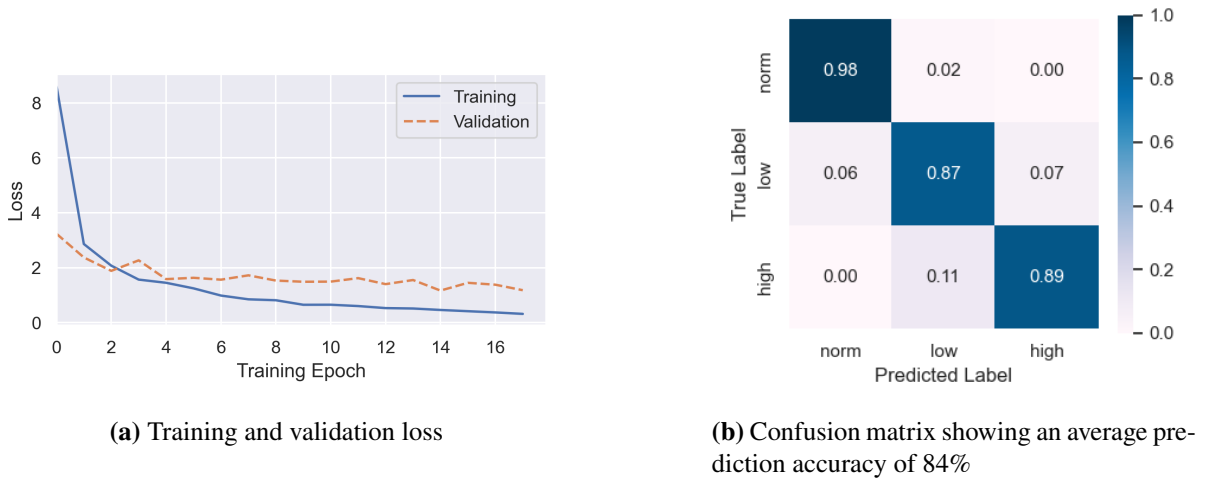 8
6
4
2
0
Loss
Training
Validation
0 2 4 6 8 10 12 14 16
Training Epoch
(a) Training and validation loss
True Label
norm
low
high
0.98 0.02 0.00
0.06 0.87 0.07
0.00 0.11 0.89
norm low high
Predicted Label
1.0
0.8
0.6
0.4
0.2
0.0
(b) Confusion matrix showing an average pre-
diction accuracy of 84%